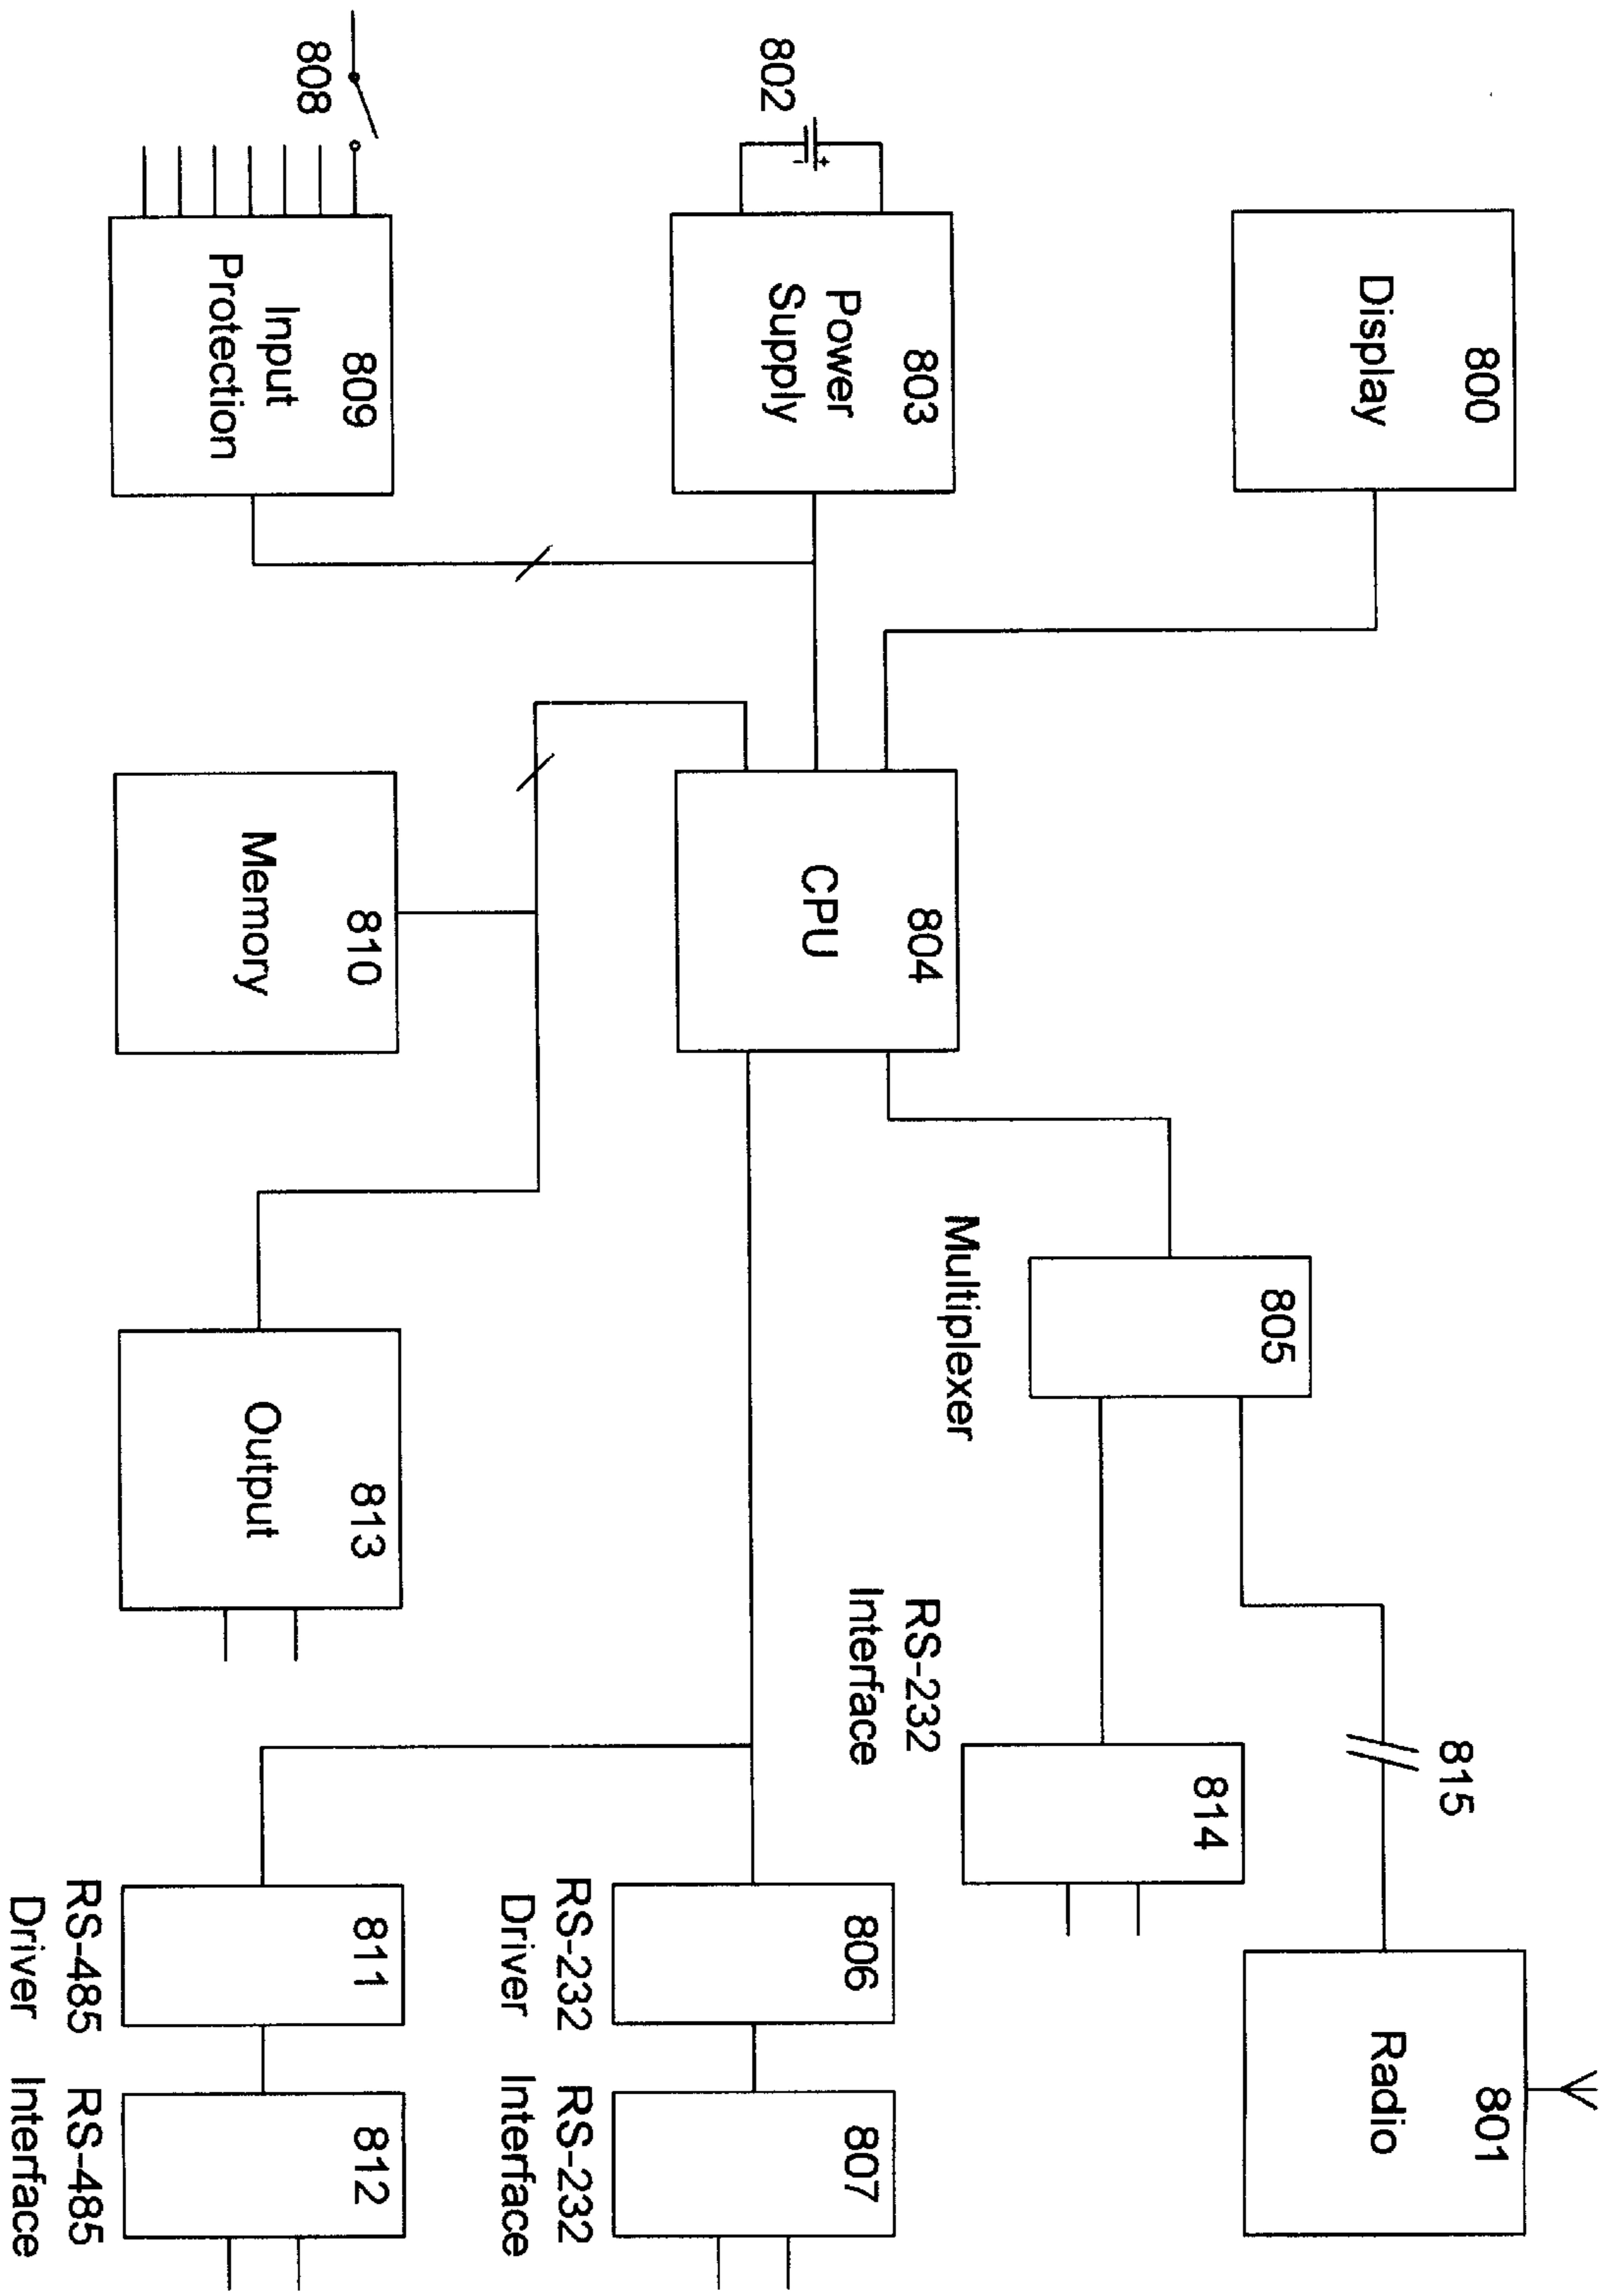 800
Display
801
Radio
815
805
Multiplexer
814
RS-232
Interface
802
+
-
803
Power
Supply
804
CPU
806
RS-232
Driver
807
RS-232
Interface
808
809
Input
Protection
810
Memory
813
Output
811
RS-485
Driver
812
RS-485
Interface